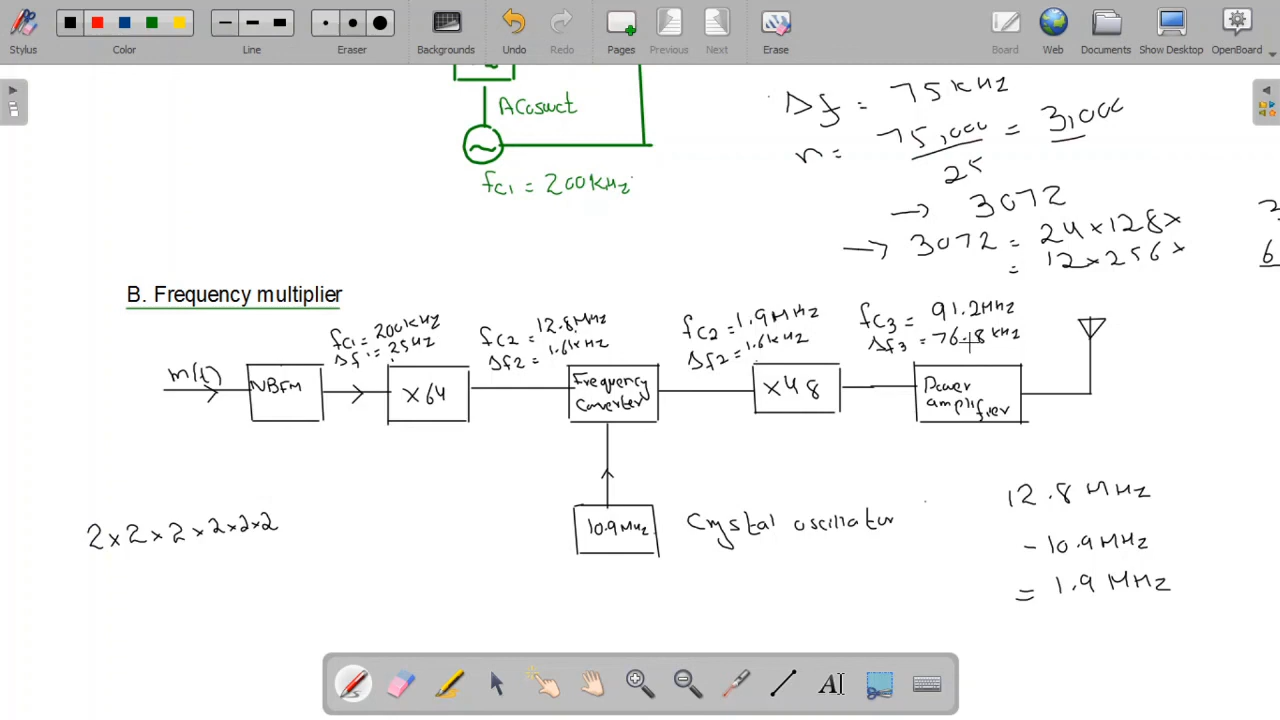 Stylus
Color
Line
Eraser
Backgrounds
Undo
Redo
Pages
Previous
Next
Erase
Board
Web
Documents
Show Desktop
OpenBoard
ACosωct
fc1 = 200kHz
Δf = 75kHz
n = 75,000 / 25 = 3,000
→ 3072
→ 3072 = 24 × 128 ×
= 12 × 256 ×
6
B. Frequency multiplier
fc1 = 200kHz
Δf1 = 25Hz
fc2 = 12.8MHz
Δf2 = 1.6kHz
fc2 = 1.9MHz
Δf2 = 1.6kHz
fc3 = 91.2MHz
Δf3 = 76.8kHz
m(t)
NBFM
×64
Frequency
Converter
×48
Power
amplifier
10.9MHz
Crystal oscillator
2×2×2×2×2×2
12.8 MHz
- 10.9MHz
= 1.9 MHz